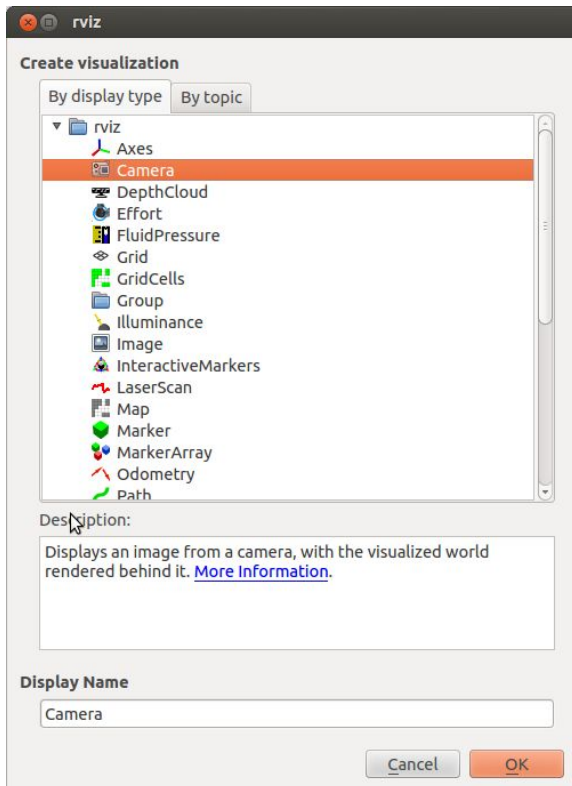 rviz
Create visualization
By display type
By topic
rviz
Axes
Camera
DepthCloud
Effort
FluidPressure
Grid
GridCells
Group
Illuminance
Image
InteractiveMarkers
LaserScan
Map
Marker
MarkerArray
Odometry
Path
Description:
Displays an image from a camera, with the visualized world
rendered behind it. More Information.
Display Name
Camera
Cancel
OK